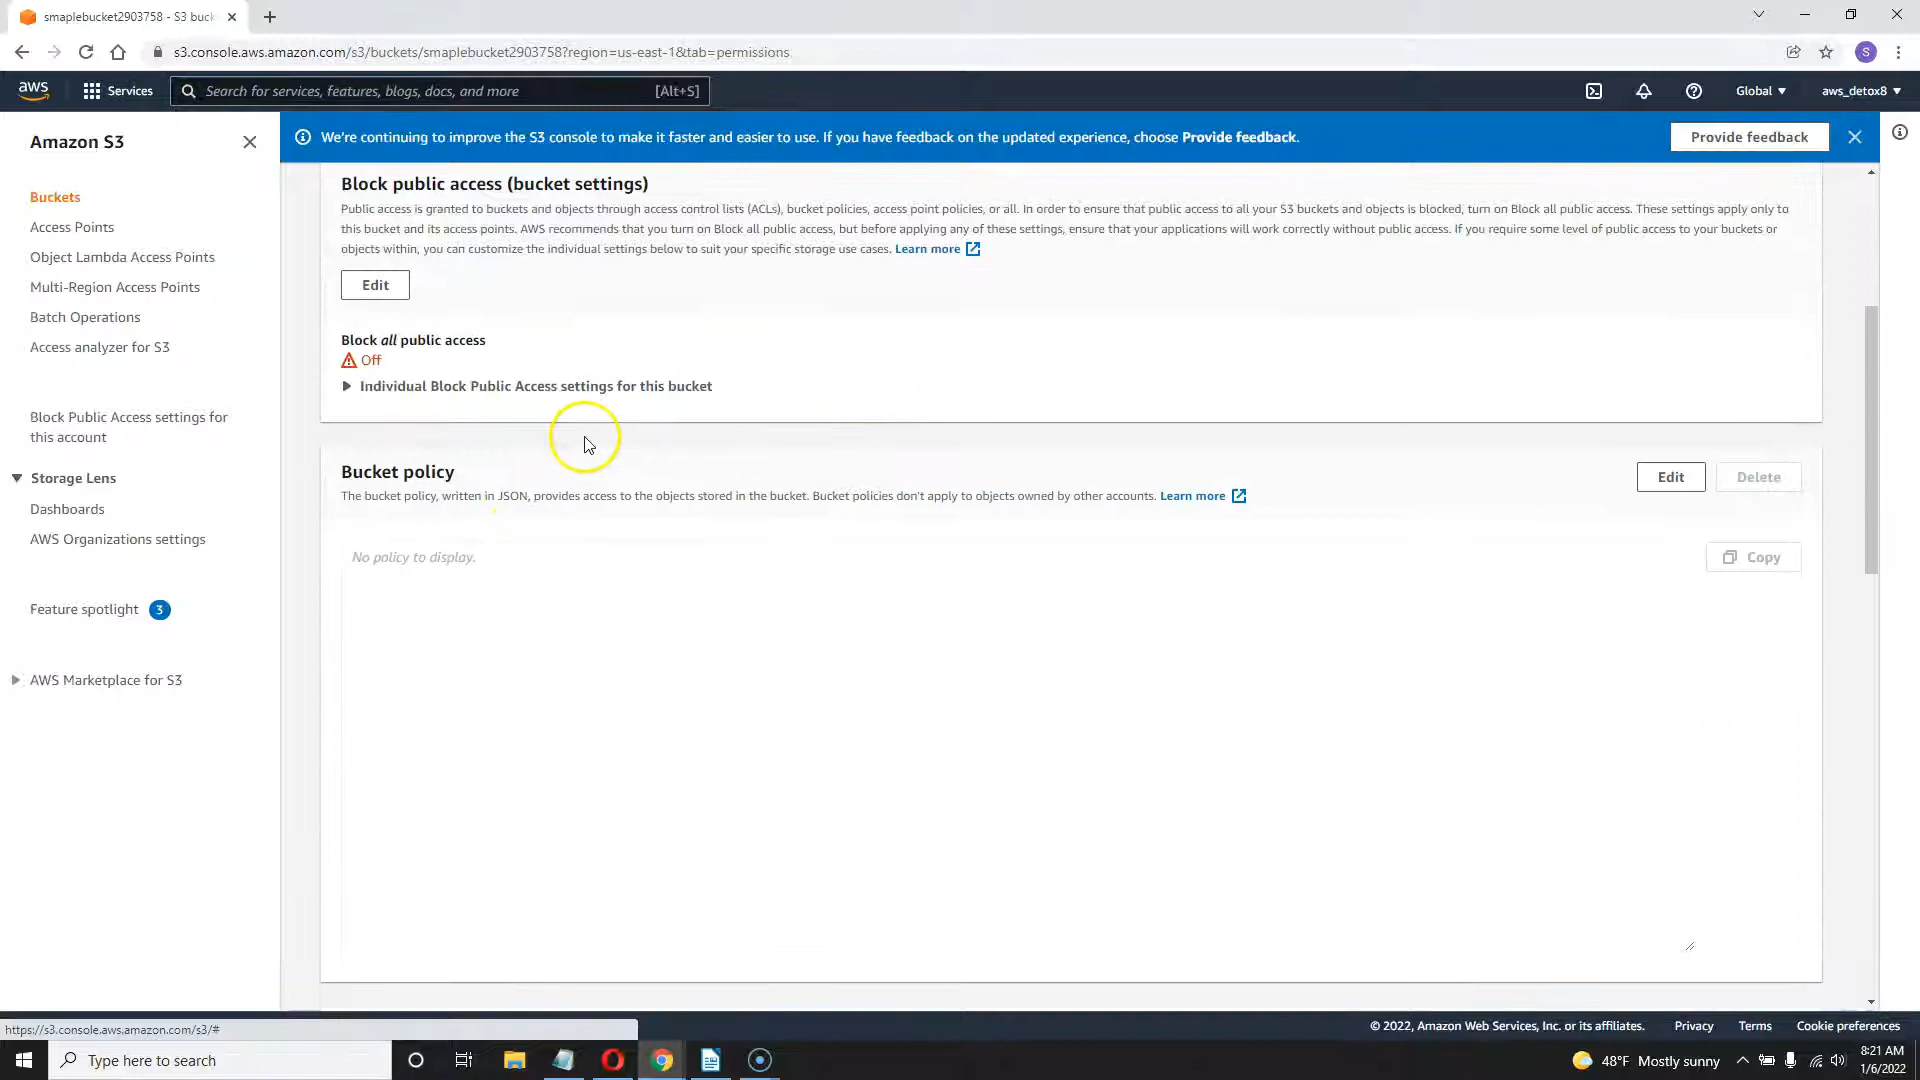 smaplebucket2903758 - S3 buck
s3.console.aws.amazon.com/s3/buckets/smaplebucket2903758?region=us-east-1&tab=permissions
S
aws
Services
Search for services, features, blogs, docs, and more
[Alt+S]
Global
aws_detox8
Amazon S3
We're continuing to improve the S3 console to make it faster and easier to use. If you have feedback on the updated experience, choose Provide feedback.
Provide feedback
Buckets
Access Points
Object Lambda Access Points
Multi-Region Access Points
Batch Operations
Access analyzer for S3
Block Public Access settings for
this account
Storage Lens
Dashboards
AWS Organizations settings
Feature spotlight 3
AWS Marketplace for S3
Block public access (bucket settings)
Public access is granted to buckets and objects through access control lists (ACLs), bucket policies, access point policies, or all. In order to ensure that public access to all your S3 buckets and objects is blocked, turn on Block all public access. These settings apply only to
this bucket and its access points. AWS recommends that you turn on Block all public access, but before applying any of these settings, ensure that your applications will work correctly without public access. If you require some level of public access to your buckets or
objects within, you can customize the individual settings below to suit your specific storage use cases. Learn more
Edit
Block all public access
Off
Individual Block Public Access settings for this bucket
Bucket policy
Edit
Delete
The bucket policy, written in JSON, provides access to the objects stored in the bucket. Bucket policies don't apply to objects owned by other accounts. Learn more
No policy to display.
Copy
https://s3.console.aws.amazon.com/s3/#
© 2022, Amazon Web Services, Inc. or its affiliates.
Privacy
Terms
Cookie preferences
Type here to search
48°F Mostly sunny
8:21 AM
1/6/2022